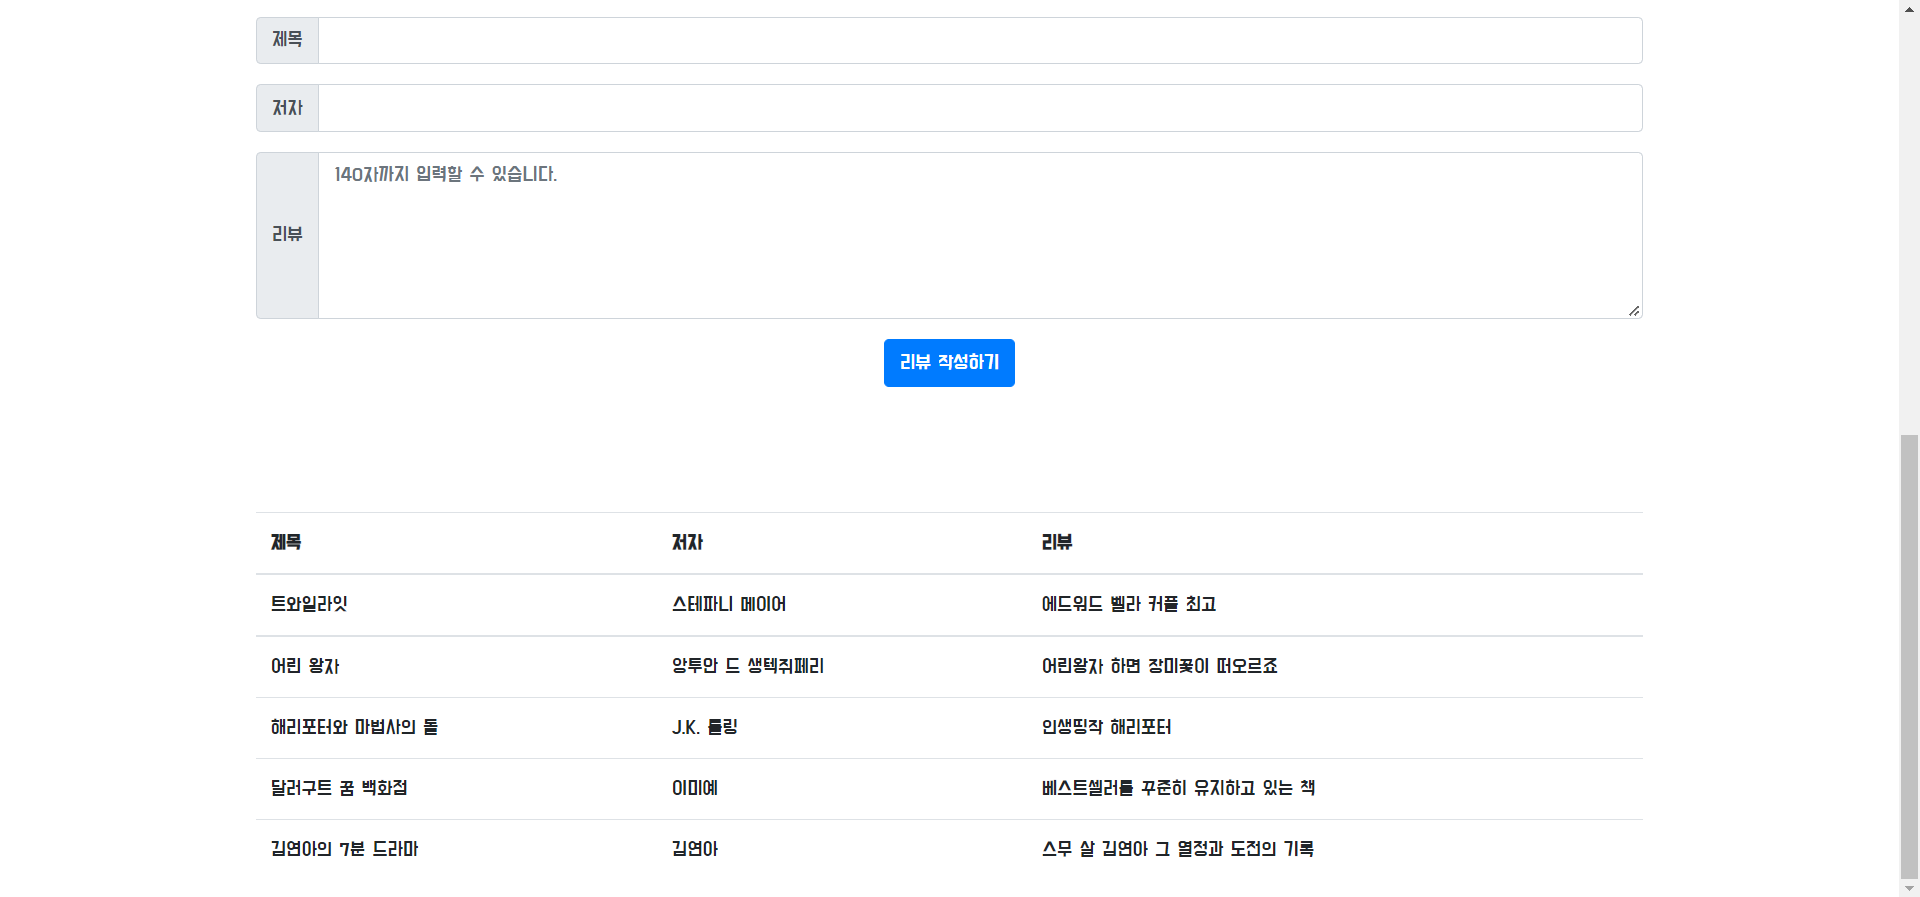 제목
저자
140자까지 입력할 수 있습니다.
리뷰
리뷰 작성하기
제목 저자 리뷰
트와일라잇 스테파니 메이어 에드워드 벨라 커플 최고
어린 왕자 앙투안 드 생텍쥐페리 어린왕자 하면 장미꽃이 떠오르죠
해리포터와 마법사의 돌 J.K. 롤링 인생띵작 해리포터
달러구트 꿈 백화점 이미예 베스트셀러를 꾸준히 유지하고 있는 책
김연아의 7분 드라마 김연아 스무 살 김연아 그 열정과 도전의 기록